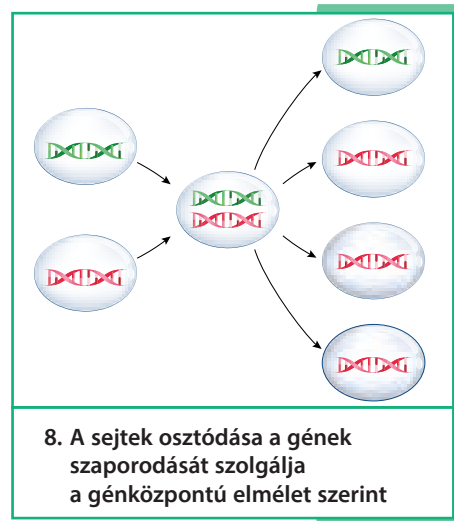 8. A sejtek osztódása a gének
szaporodását szolgálja
a génközpontú elmélet szerint